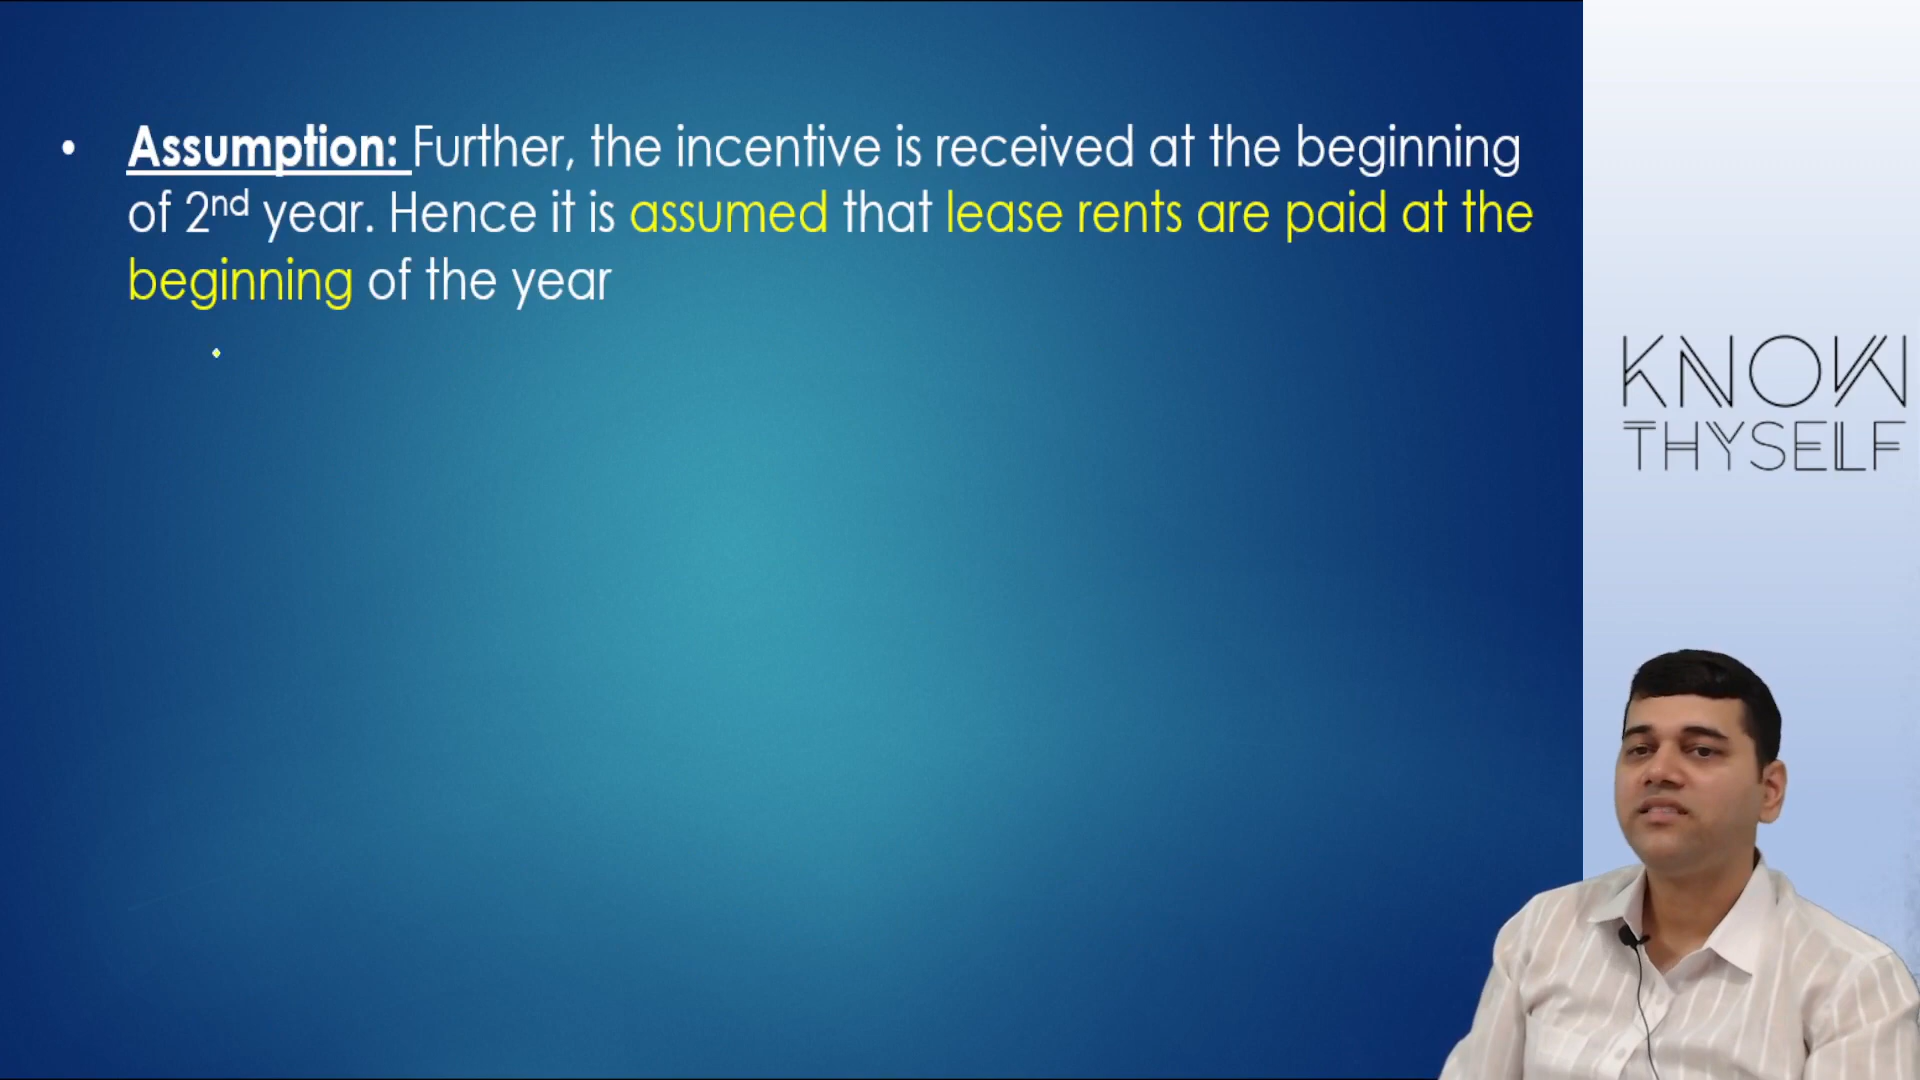 • Assumption: Further, the incentive is received at the beginning
of 2nd year. Hence it is assumed that lease rents are paid at the
beginning of the year
KNOW
THYSELF